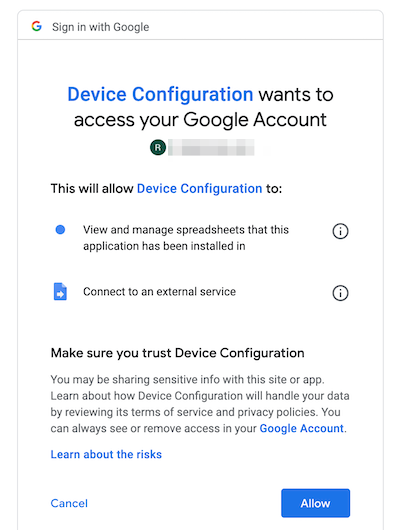 Sign in with Google
Device Configuration wants to
access your Google Account
R
This will allow Device Configuration to:
View and manage spreadsheets that this
application has been installed in
Connect to an external service
Make sure you trust Device Configuration
You may be sharing sensitive info with this site or app.
Learn about how Device Configuration will handle your data
by reviewing its terms of service and privacy policies. You
can always see or remove access in your Google Account.
Learn about the risks
Cancel
Allow